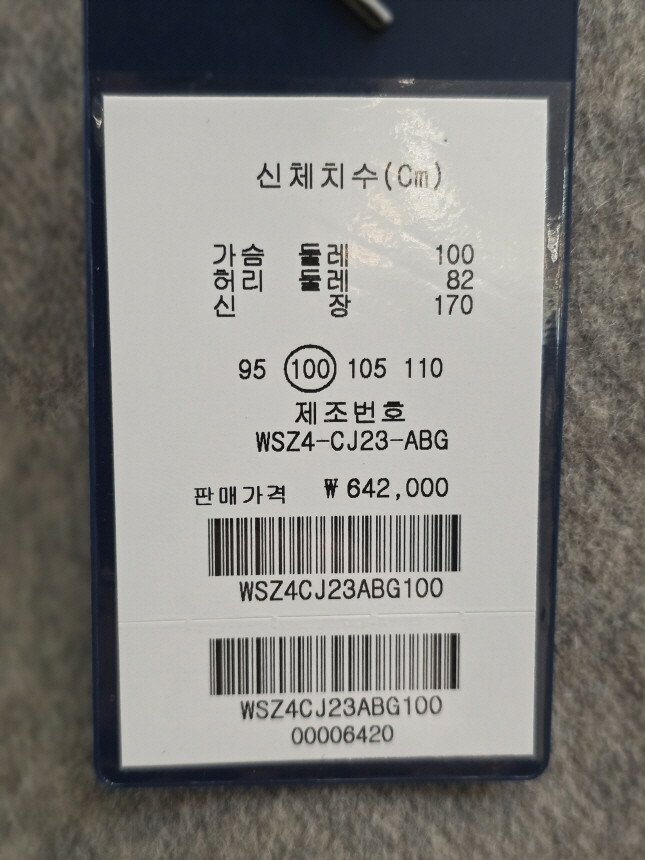 신체치수(Cm)
가슴 둘레 100
허리 둘레 82
신 장 170
95 100 105 110
제조번호
WSZ4-CJ23-ABG
판매가격 ₩ 642,000
WSZ4CJ23ABG100
WSZ4CJ23ABG100
00006420